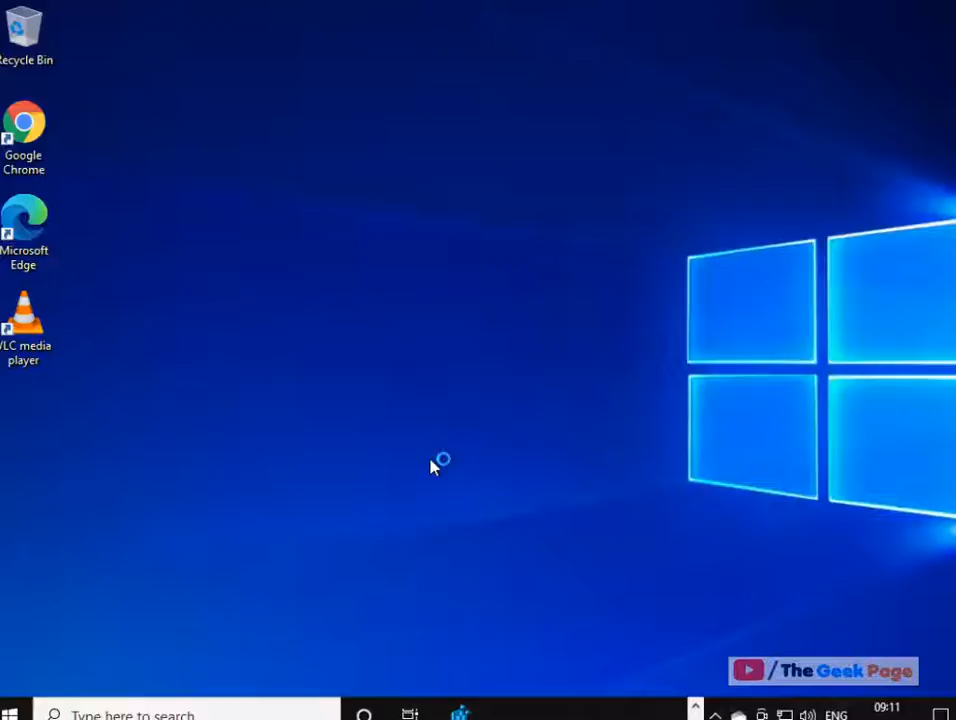 Recycle Bin
Google
Chrome
Microsoft
Edge
VLC media
player
/ The Geek Page
Type here to search
ENG
09:11